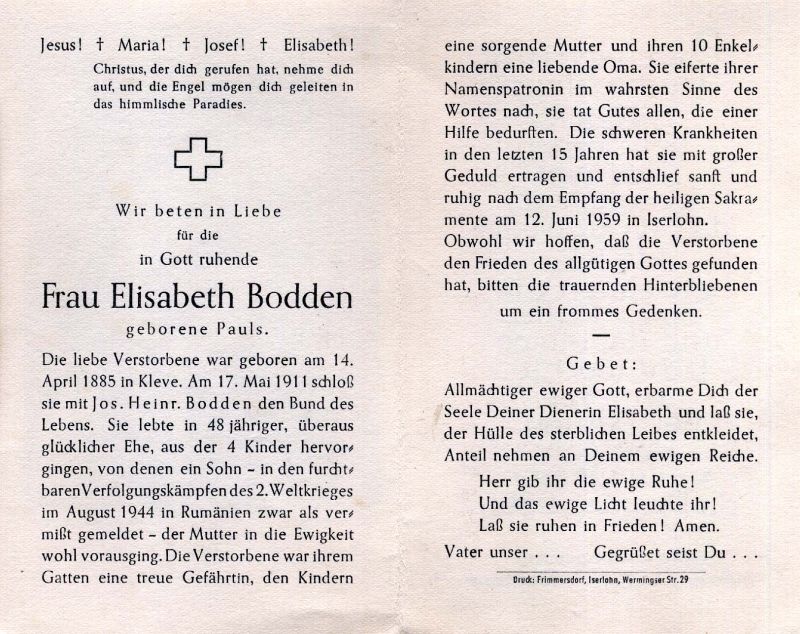 Jesus! † Maria! † Josef! † Elisabeth!
Christus, der dich gerufen hat, nehme dich
auf, und die Engel mögen dich geleiten in
das himmlische Paradies.
Wir beten in Liebe
für die
in Gott ruhende
Frau Elisabeth Bodden
geborene Pauls.
Die liebe Verstorbene war geboren am 14.
April 1885 in Kleve. Am 17. Mai 1911 schloß
sie mit Jos. Heinr. Bodden den Bund des
Lebens. Sie lebte in 48 jähriger, überaus
glücklicher Ehe, aus der 4 Kinder hervor-
gingen, von denen ein Sohn - in den furcht-
baren Verfolgungskämpfen des 2. Weltkrieges
im August 1944 in Rumänien zwar als ver-
mißt gemeldet - der Mutter in die Ewigkeit
wohl vorausging. Die Verstorbene war ihrem
Gatten eine treue Gefährtin, den Kindern
eine sorgende Mutter und ihren 10 Enkel-
kindern eine liebende Oma. Sie eiferte ihrer
Namenspatronin im wahrsten Sinne des
Wortes nach, sie tat Gutes allen, die einer
Hilfe bedurften. Die schweren Krankheiten
in den letzten 15 Jahren hat sie mit großer
Geduld ertragen und entschlief sanft und
ruhig nach dem Empfang der heiligen Sakra-
mente am 12. Juni 1959 in Iserlohn.
Obwohl wir hoffen, daß die Verstorbene
den Frieden des allgütigen Gottes gefunden
hat, bitten die trauernden Hinterbliebenen
um ein frommes Gedenken.
Gebet:
Allmächtiger ewiger Gott, erbarme Dich der
Seele Deiner Dienerin Elisabeth und laß sie,
der Hülle des sterblichen Leibes entkleidet,
Anteil nehmen an Deinem ewigen Reiche.
Herr gib ihr die ewige Ruhe!
Und das ewige Licht leuchte ihr!
Laß sie ruhen in Frieden! Amen.
Vater unser . . . Gegrüßet seist Du . . .
Druck: Frimmersdorf, Iserlohn, Wermingser Str. 29